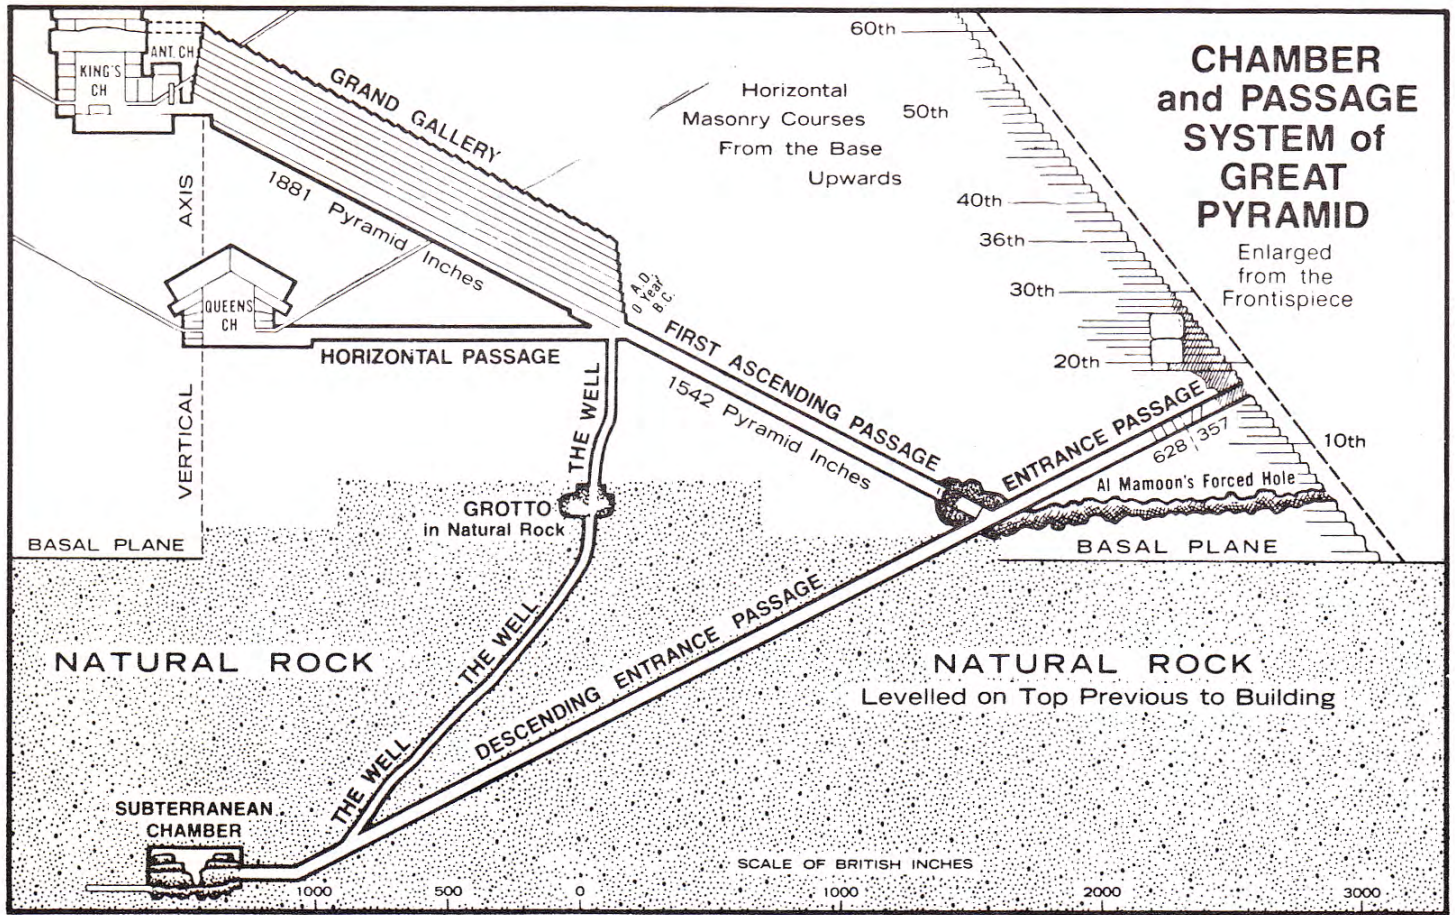 CHAMBER
and PASSAGE
SYSTEM of
GREAT
PYRAMID
Enlarged
from the
Frontispiece
60th
50th
40th
36th
30th
20th
10th
Horizontal
Masonry Courses
From the Base
Upwards
KING'S
CH
ANT. CH
GRAND GALLERY
1881 Pyramid Inches
AXIS
VERTICAL
QUEENS
CH
HORIZONTAL PASSAGE
A.D.
0 Year
B.C.
FIRST ASCENDING PASSAGE
1542 Pyramid Inches
ENTRANCE PASSAGE
628 357
Al Mamoon's Forced Hole
THE WELL
GROTTO
in Natural Rock
BASAL PLANE
BASAL PLANE
THE WELL
DESCENDING ENTRANCE PASSAGE
NATURAL ROCK
NATURAL ROCK
Levelled on Top Previous to Building
THE WELL
SUBTERRANEAN
CHAMBER
SCALE OF BRITISH INCHES
1000 500 0 1000 2000 3000